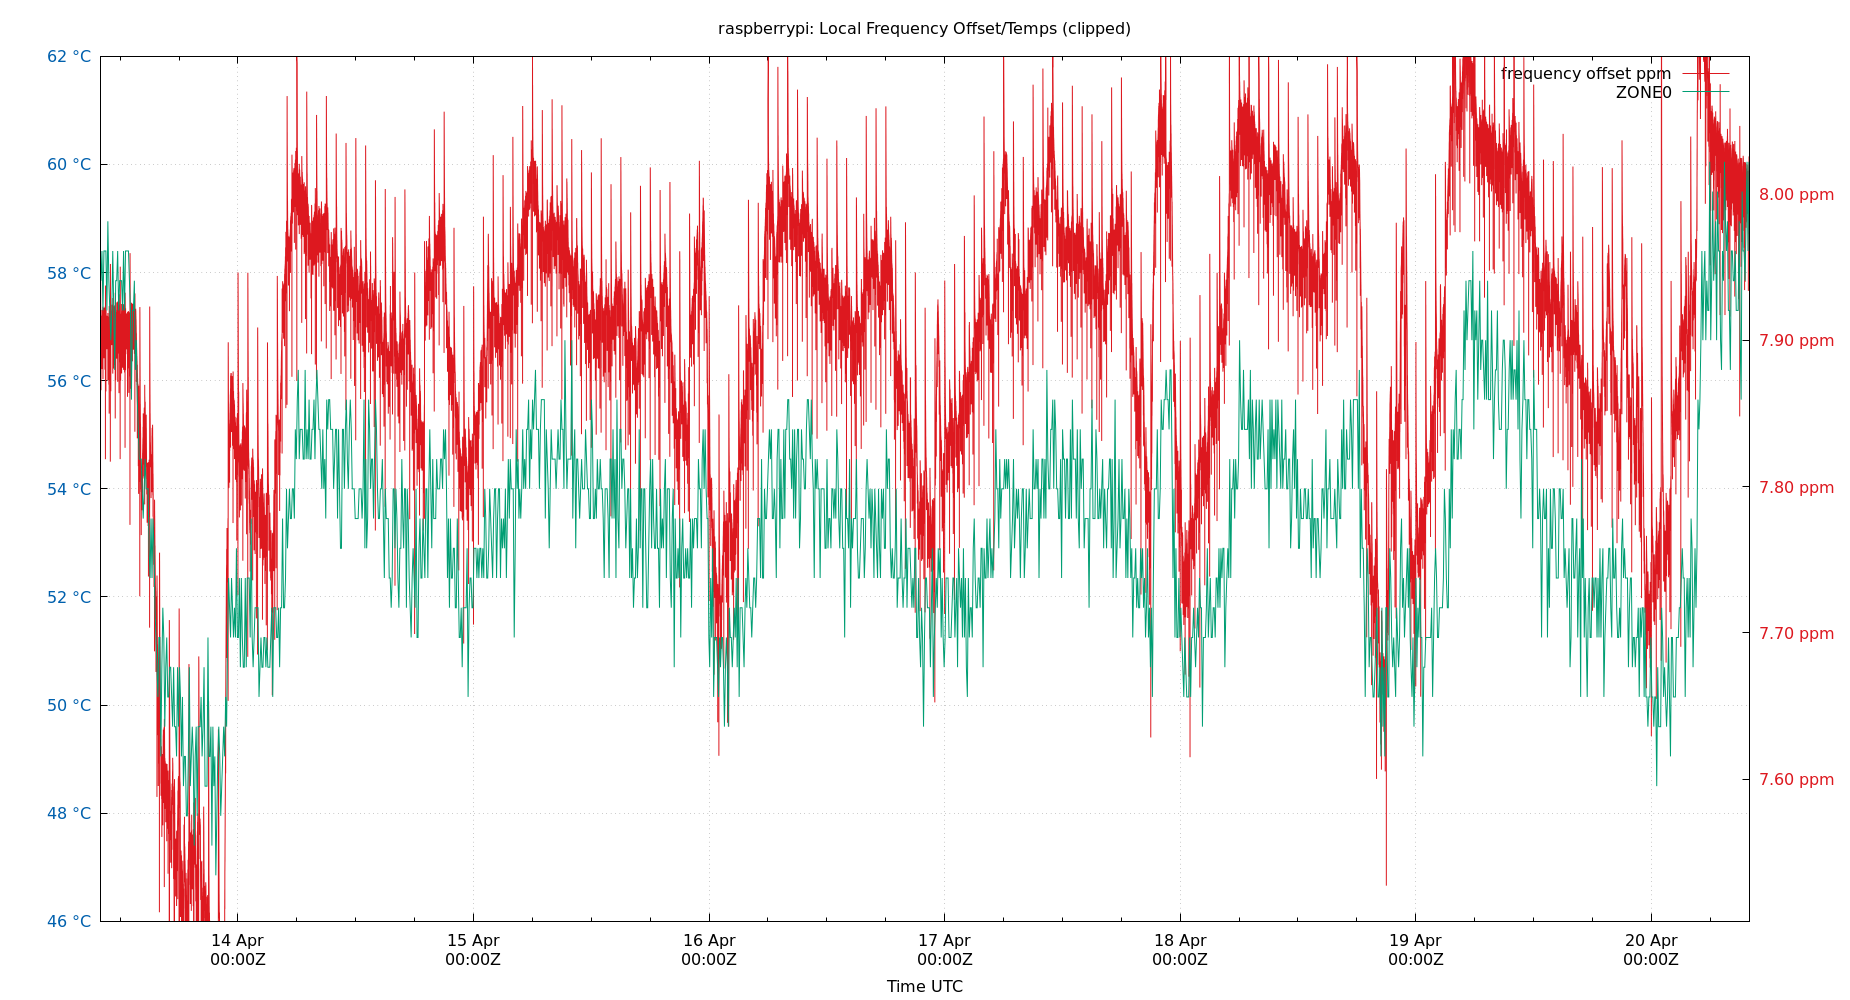 raspberrypi: Local Frequency Offset/Temps (clipped)
62 °C
60 °C
58 °C
56 °C
54 °C
52 °C
50 °C
48 °C
46 °C
frequency offset ppm
ZONE0
8.00 ppm
7.90 ppm
7.80 ppm
7.70 ppm
7.60 ppm
14 Apr
00:00Z
15 Apr
00:00Z
16 Apr
00:00Z
17 Apr
00:00Z
18 Apr
00:00Z
19 Apr
00:00Z
20 Apr
00:00Z
Time UTC